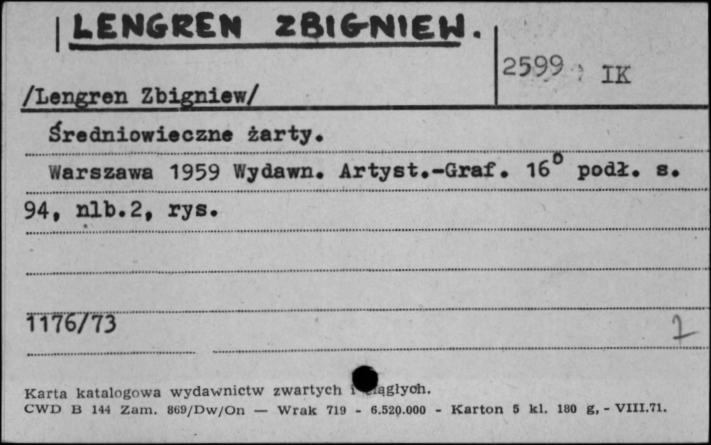 LENGREN ZBIGNIEW.
2599 IK
/Lengren Zbigniew/
Średniowieczne żarty.
Warszawa 1959 Wydawn. Artyst.-Graf. 16° podł. s.
94, nlb.2, rys.
1176/73
Karta katalogowa wydawnictw zwartych i ciągłych.
CWD B 144 Zam. 869/Dw/On — Wrak 719 - 6.520.000 - Karton 5 kl. 180 g, - VIII.71.